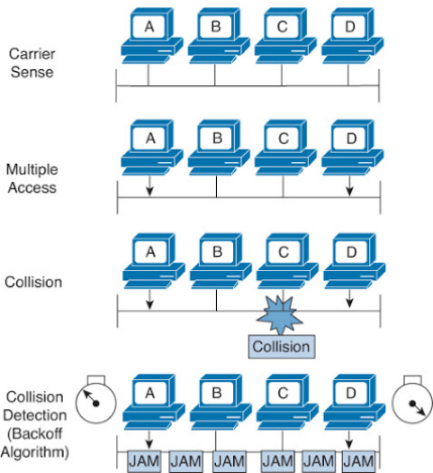 A B C D
Carrier
Sense
A B C D
Multiple
Access
A B C D
Collision
Collision
A B C D
Collision
Detection
(Backoff
Algorithm)
JAM JAM JAM JAM JAM JAM